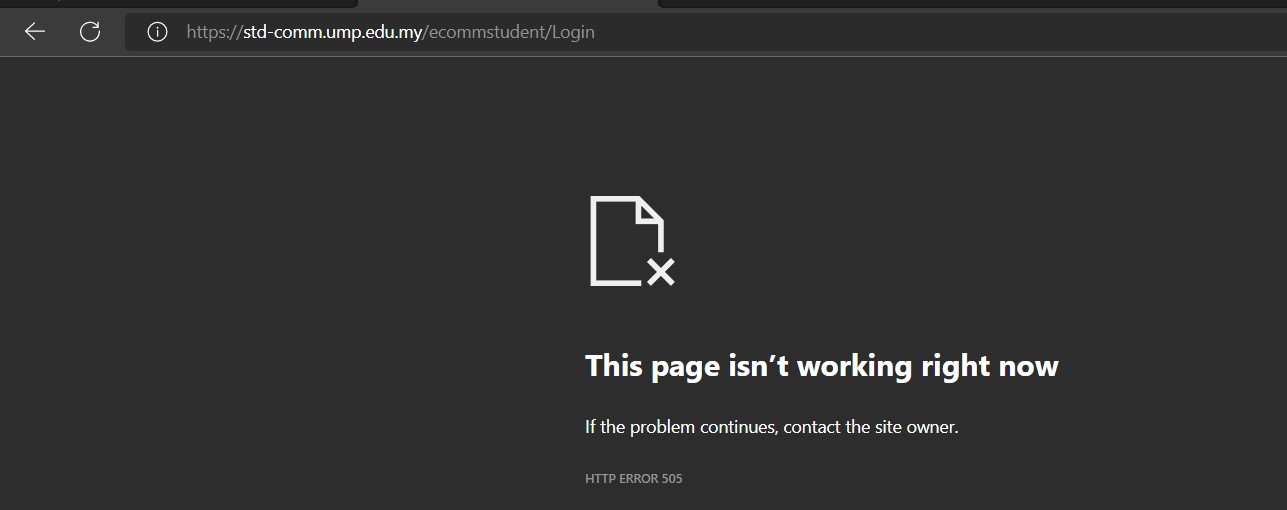 https://std-comm.ump.edu.my/ecommstudent/Login
This page isn’t working right now
If the problem continues, contact the site owner.
HTTP ERROR 505